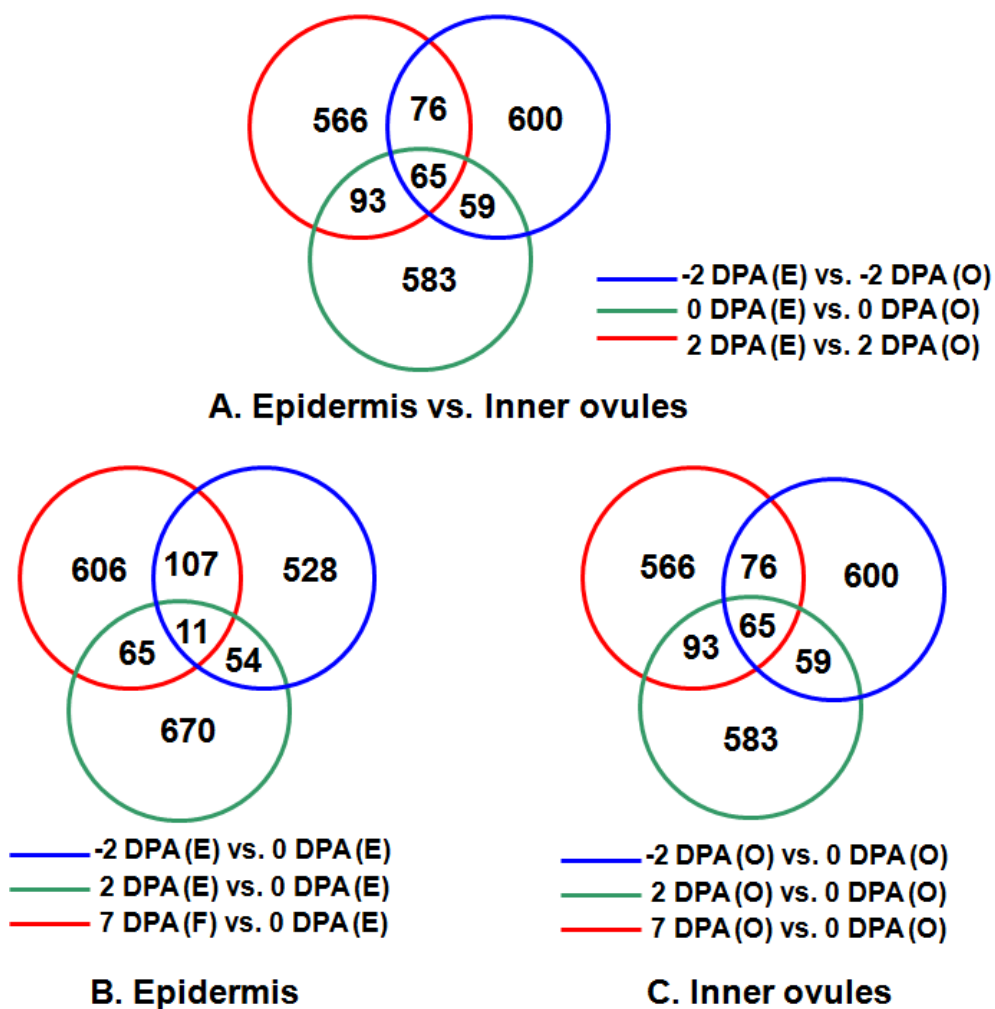 566
76
600
65
93
59
583
-2 DPA (E) vs. -2 DPA (O)
0 DPA (E) vs. 0 DPA (O)
2 DPA (E) vs. 2 DPA (O)
A. Epidermis vs. Inner ovules
606
107
528
11
65
54
670
-2 DPA (E) vs. 0 DPA (E)
2 DPA (E) vs. 0 DPA (E)
7 DPA (F) vs. 0 DPA (E)
B. Epidermis
566
76
600
65
93
59
583
-2 DPA (O) vs. 0 DPA (O)
2 DPA (O) vs. 0 DPA (O)
7 DPA (O) vs. 0 DPA (O)
C. Inner ovules